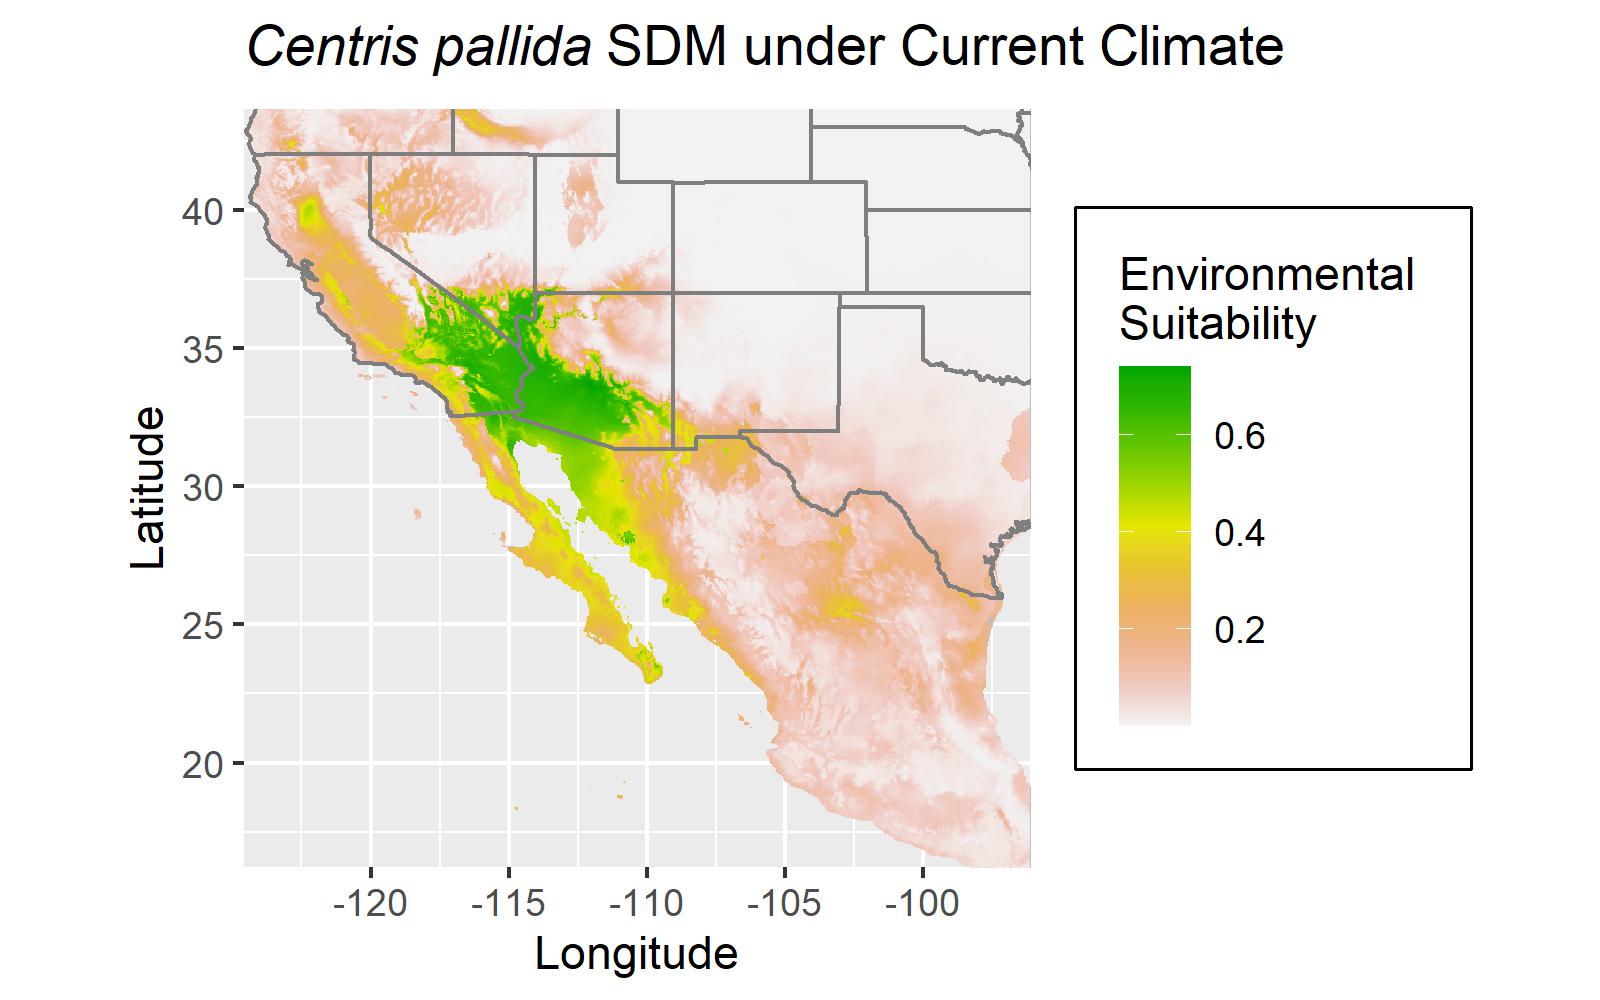 Centris pallida SDM under Current Climate
Environmental
Suitability
0.6
0.4
0.2
Latitude
40
35
30
25
20
-120
-115
-110
-105
-100
Longitude